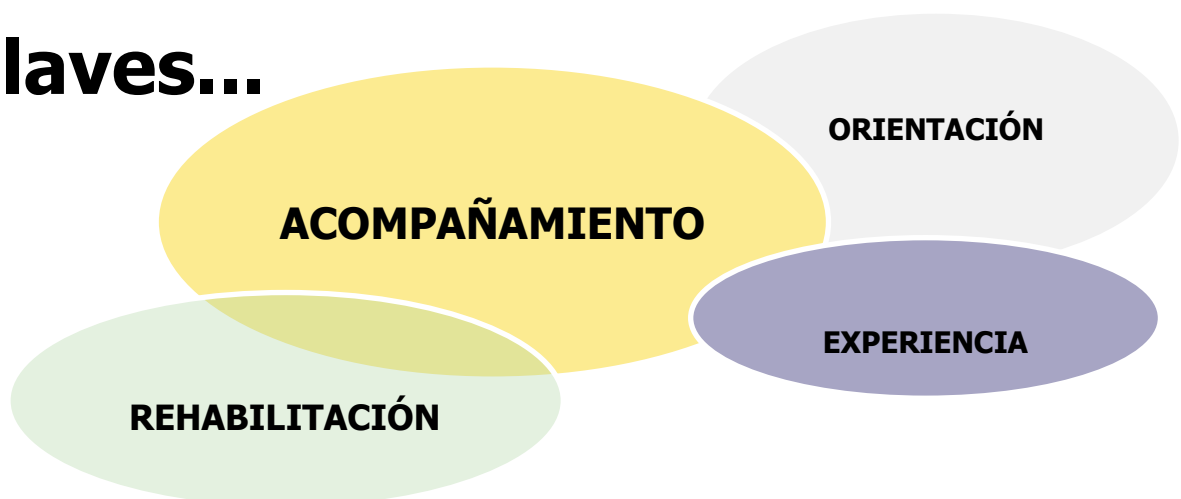 laves...
ORIENTACIÓN
ACOMPAÑAMIENTO
EXPERIENCIA
REHABILITACIÓN